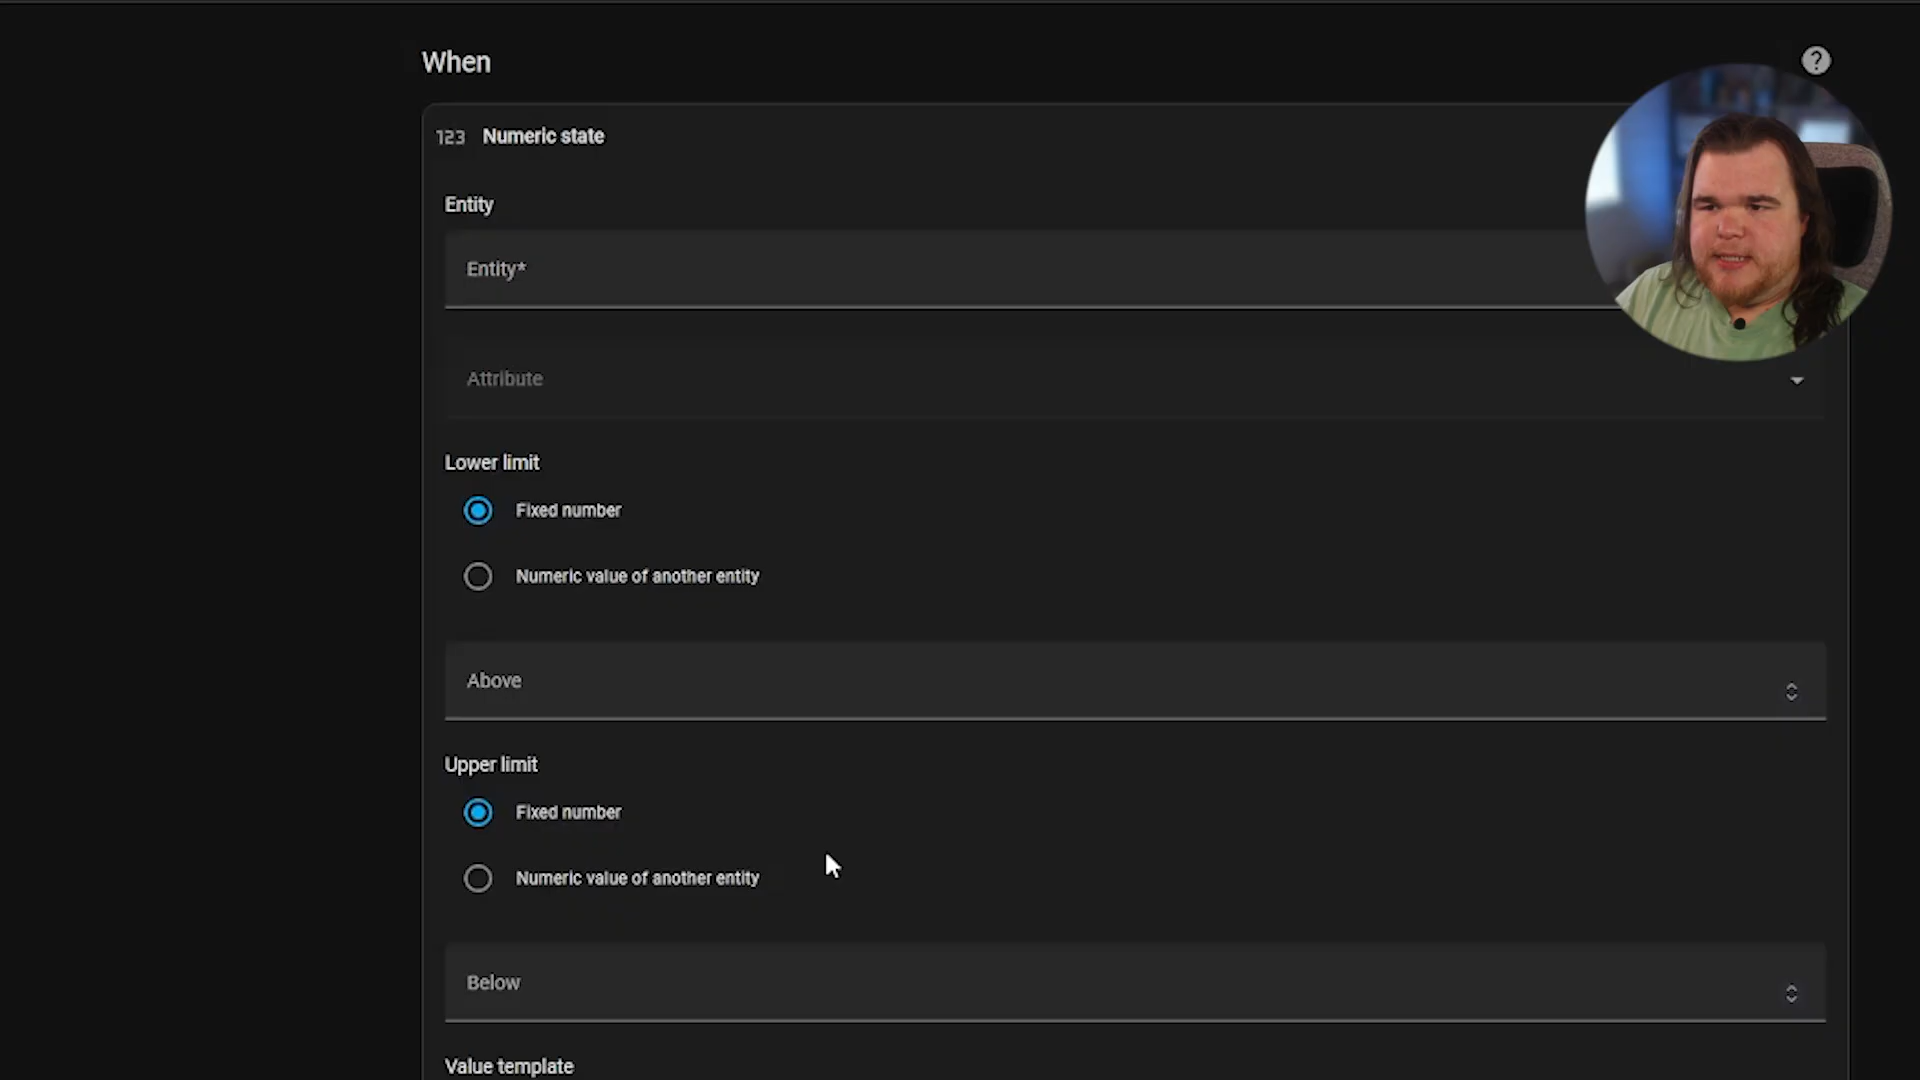 When
?
123 Numeric state
Entity
Entity*
Attribute
Lower limit
Fixed number
Numeric value of another entity
Above
Upper limit
Fixed number
Numeric value of another entity
Below
Value template